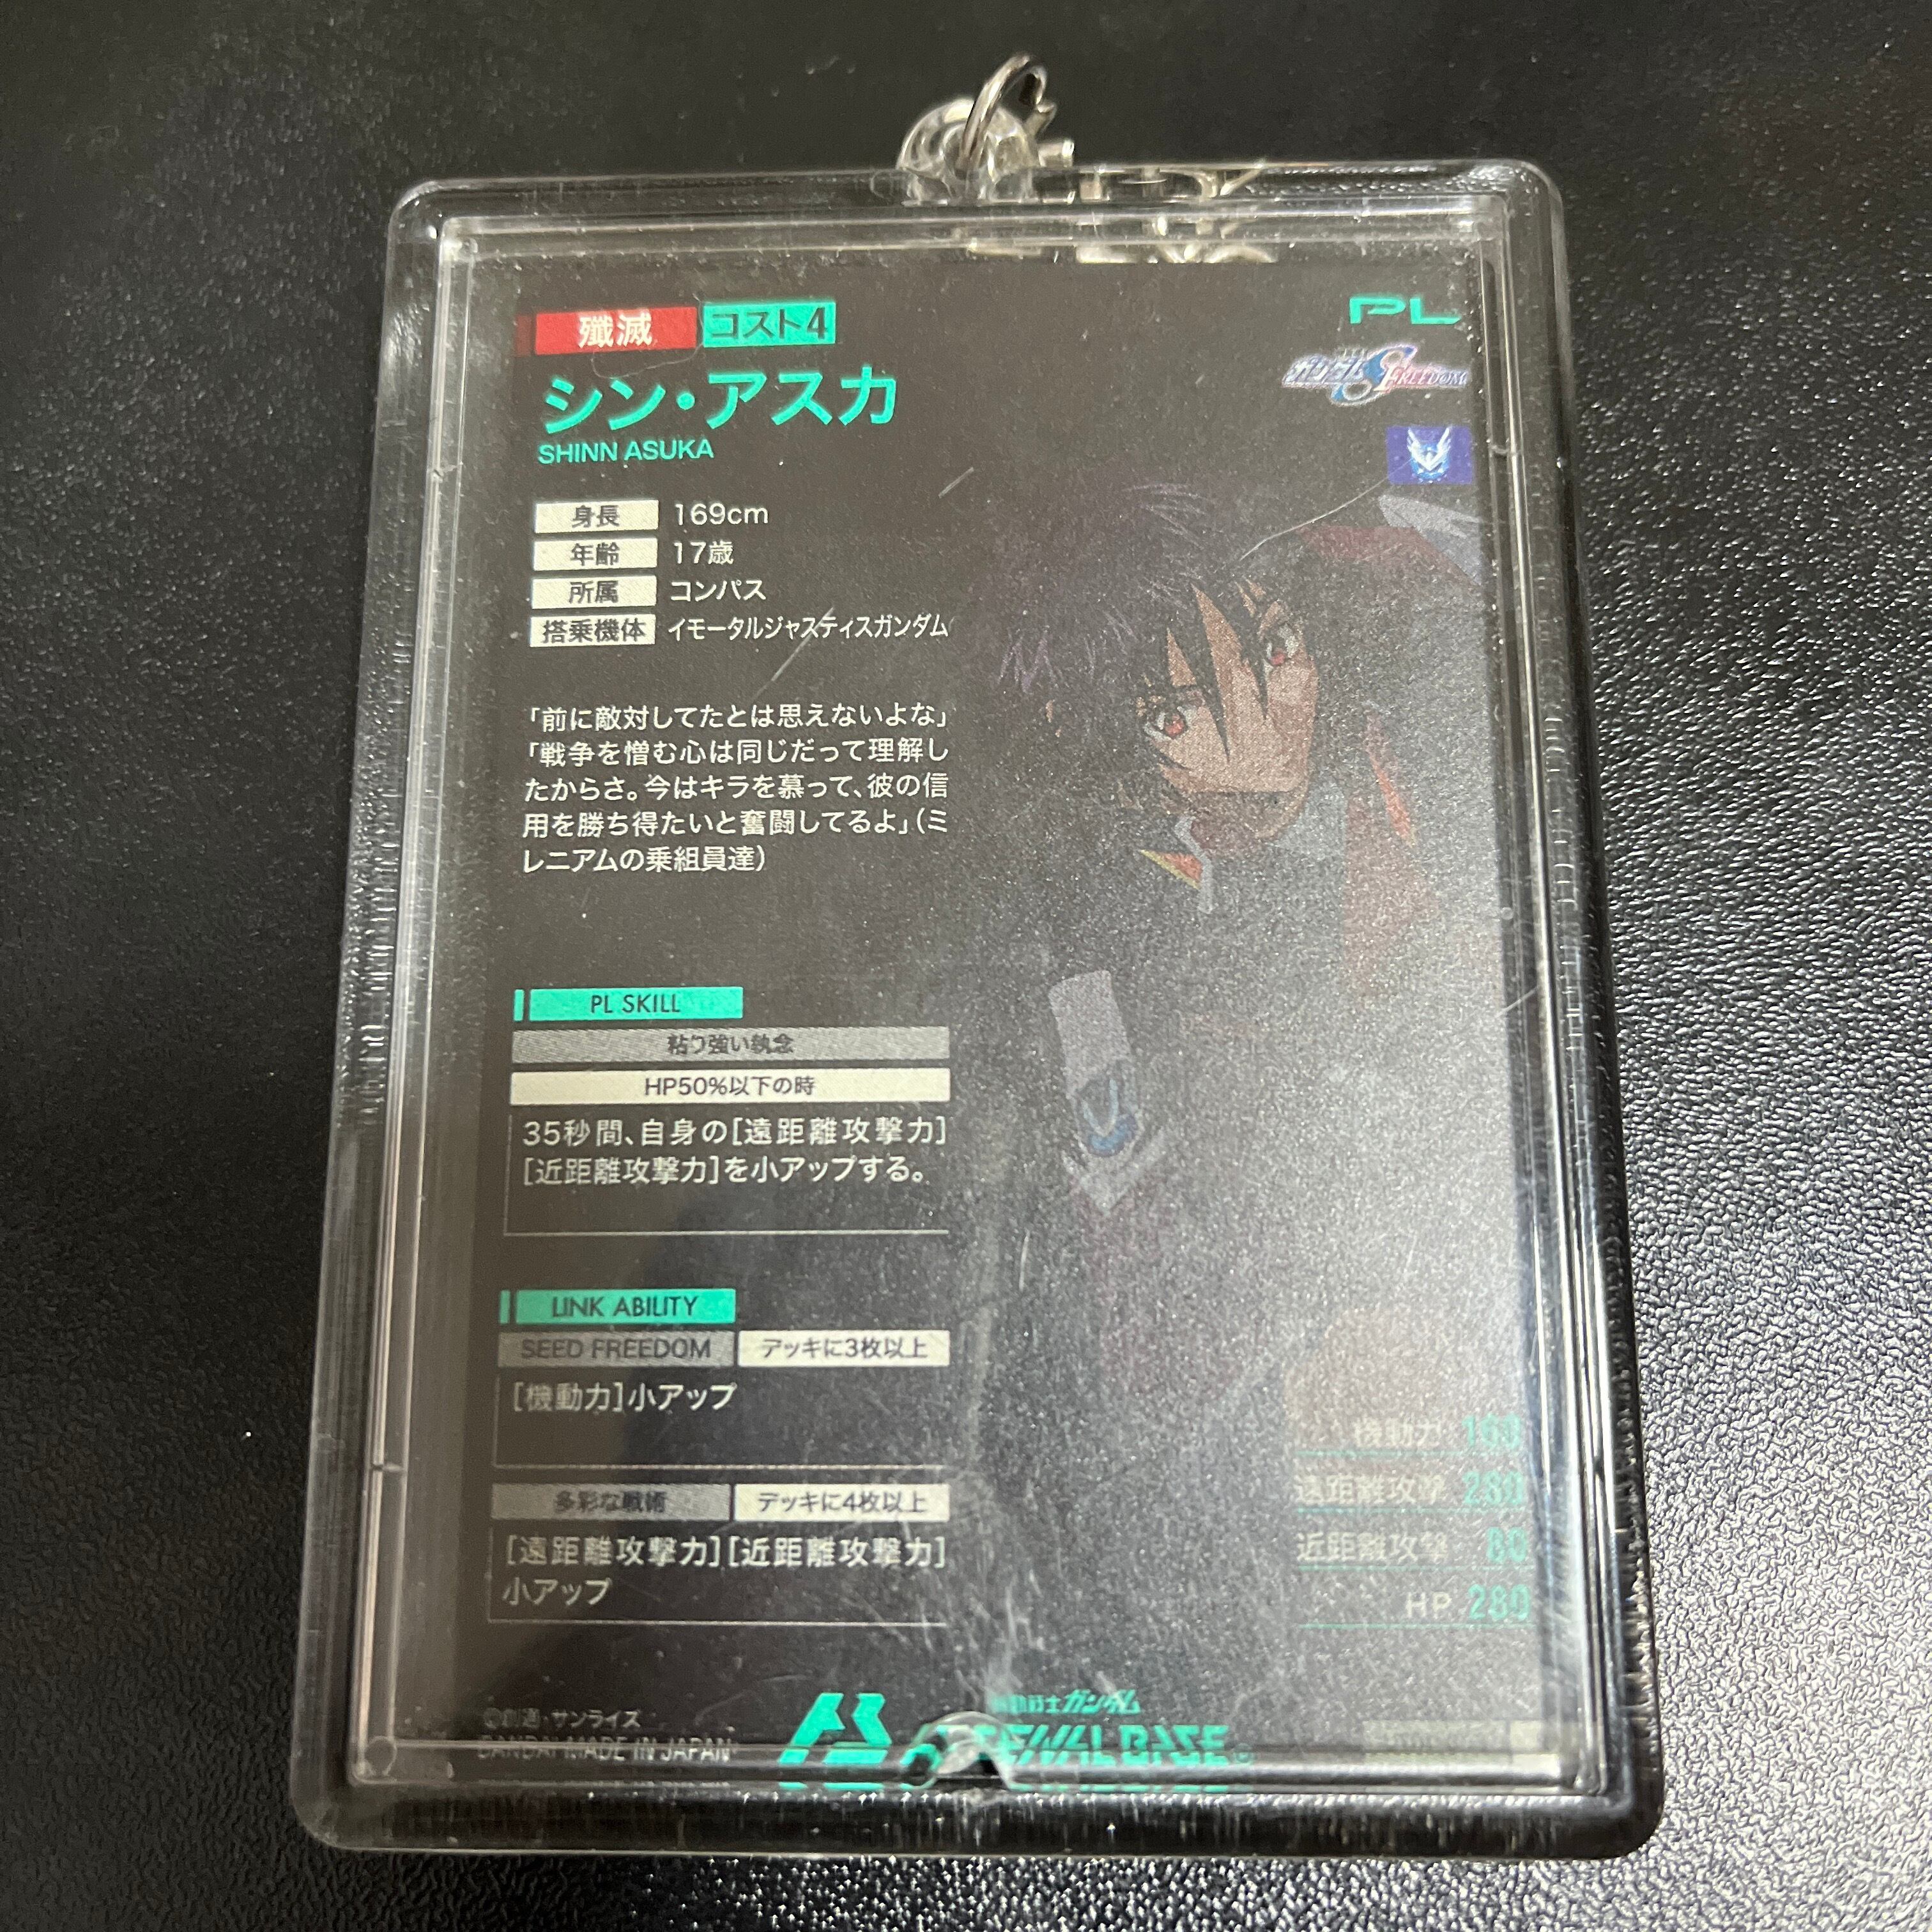 殲滅 コスト4
PL
ガンダム SEED FREEDOM
シン・アスカ
SHINN ASUKA
身長 169cm
年齢 17歳
所属 コンパス
搭乗機体 イモータルジャスティスガンダム
「前に敵対してたとは思えないよな」
「戦争を憎む心は同じだって理解し
たからさ。今はキラを慕って、彼の信
用を勝ち得たいと奮闘してるよ」（ミ
レニアムの乗組員達）
PL SKILL
粘り強い執念
HP50%以下の時
35秒間、自身の[遠距離攻撃力]
[近距離攻撃力]を小アップする。
LINK ABILITY
SEED FREEDOM デッキに3枚以上
[機動力]小アップ
多彩な戦術 デッキに4枚以上
[遠距離攻撃力][近距離攻撃力]
小アップ
機動力 160
遠距離攻撃 280
近距離攻撃 80
HP 280
©創通・サンライズ
BANDAI MADE IN JAPAN
機動戦士ガンダム
ARSENAL BASE